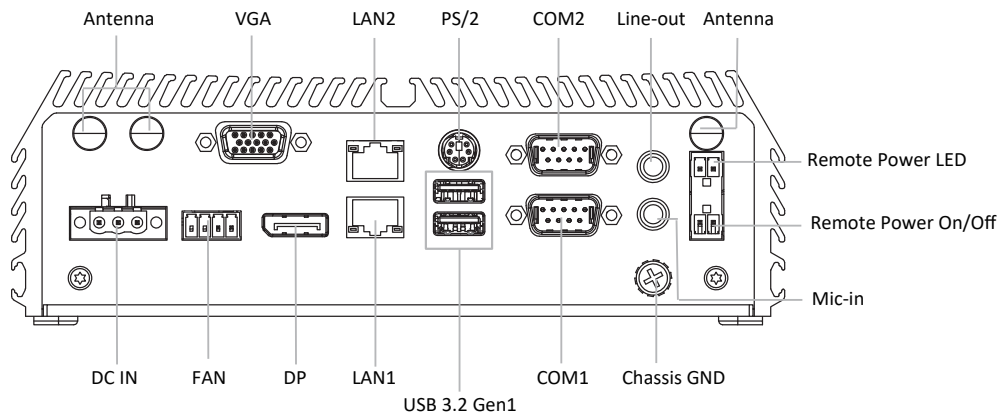 Antenna VGA LAN2 PS/2 COM2 Line-out Antenna
Remote Power LED
Remote Power On/Off
Mic-in
DC IN FAN DP LAN1 COM1 Chassis GND
USB 3.2 Gen1